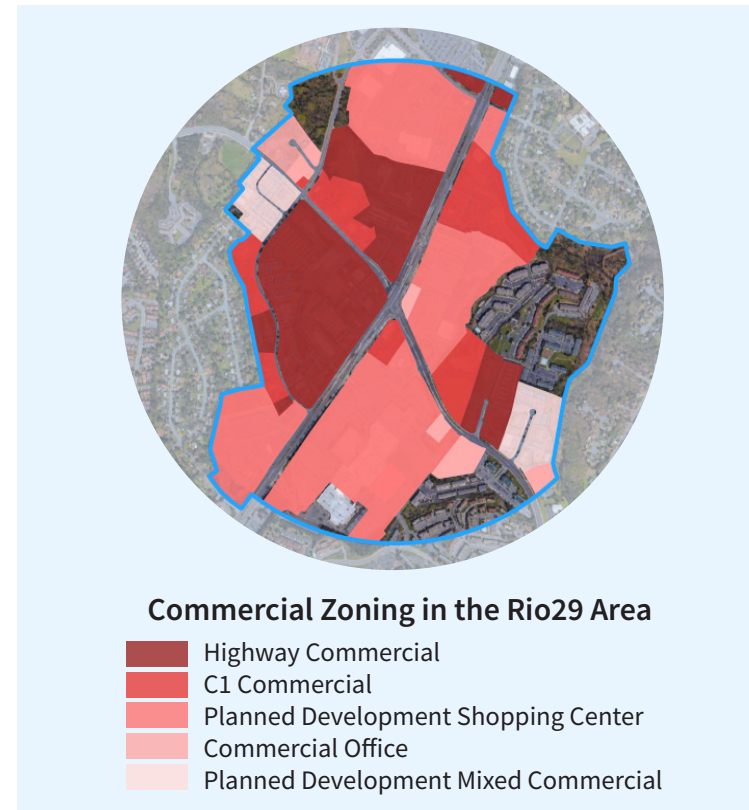 Commercial Zoning in the Rio29 Area
Highway Commercial
C1 Commercial
Planned Development Shopping Center
Commercial Office
Planned Development Mixed Commercial